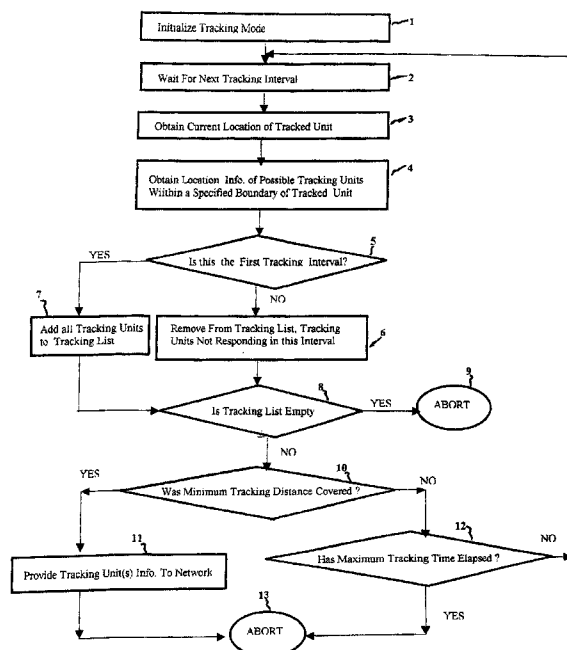 Initialize Tracking Mode
1
Wait For Next Tracking Interval
2
Obtain Current Location of Tracked Unit
3
4
Obtain Location Info. of Possible Tracking Units
Wiithin a Specified Boundary of Tracked Unit
5
YES
Is this the First Tracking Interval?
7
NO
Add all Tracking Units
to Tracking List
Remove From Tracking List, Tracking
Units Not Responding in this Interval
6
8
9
Is Tracking List Empty
YES
ABORT
NO
10
YES
Was Minimum Tracking Distance Covered ?
NO
11
12
NO
Provide Tracking Unit(s) Info. To Network
Has Maximum Tracking Time Elapsed ?
13
ABORT
YES